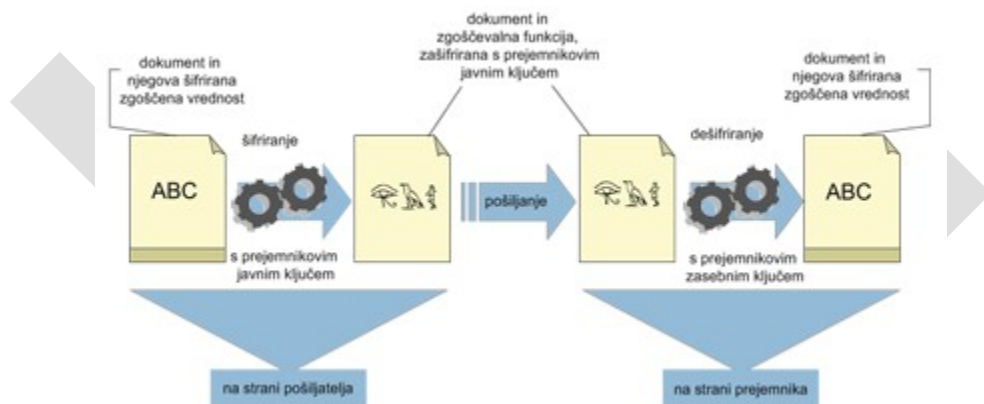 dokument in
njegova šifrirana
zgoščena vrednost
dokument in
zgoščevalna funkcija,
zašifrirana s prejemnikovim
javnim ključem
dokument in
njegova šifrirana
zgoščena vrednost
šifriranje
dešifriranje
ABC
pošiljanje
ABC
s prejemnikovim
javnim ključem
s prejemnikovim
zasebnim ključem
na strani pošiljatelja
na strani prejemnika